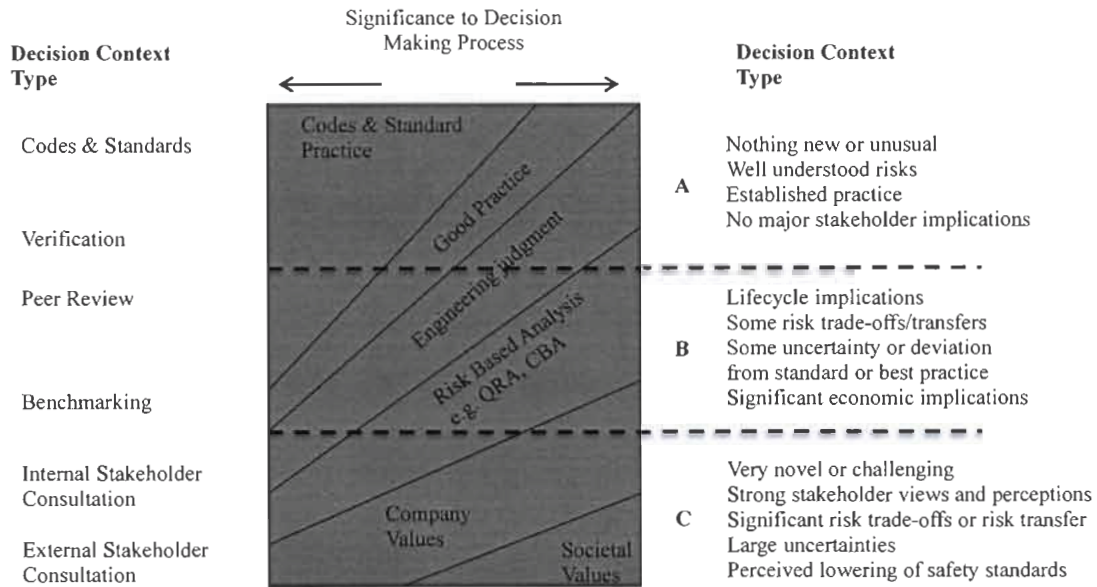 Significance to Decision
Making Process
Decision Context
Type
Decision Context
Type
Codes & Standards
Verification
Peer Review
Benchmarking
Internal Stakeholder
Consultation
External Stakeholder
Consultation
Codes & Standard
Practice
Good Practice
Engineering judgment
Risk Based Analysis
e.g. QRA, CBA
Company
Values
Societal
Values
A
Nothing new or unusual
Well understood risks
Established practice
No major stakeholder implications
B
Lifecycle implications
Some risk trade-offs/transfers
Some uncertainty or deviation
from standard or best practice
Significant economic implications
C
Very novel or challenging
Strong stakeholder views and perceptions
Significant risk trade-offs or risk transfer
Large uncertainties
Perceived lowering of safety standards